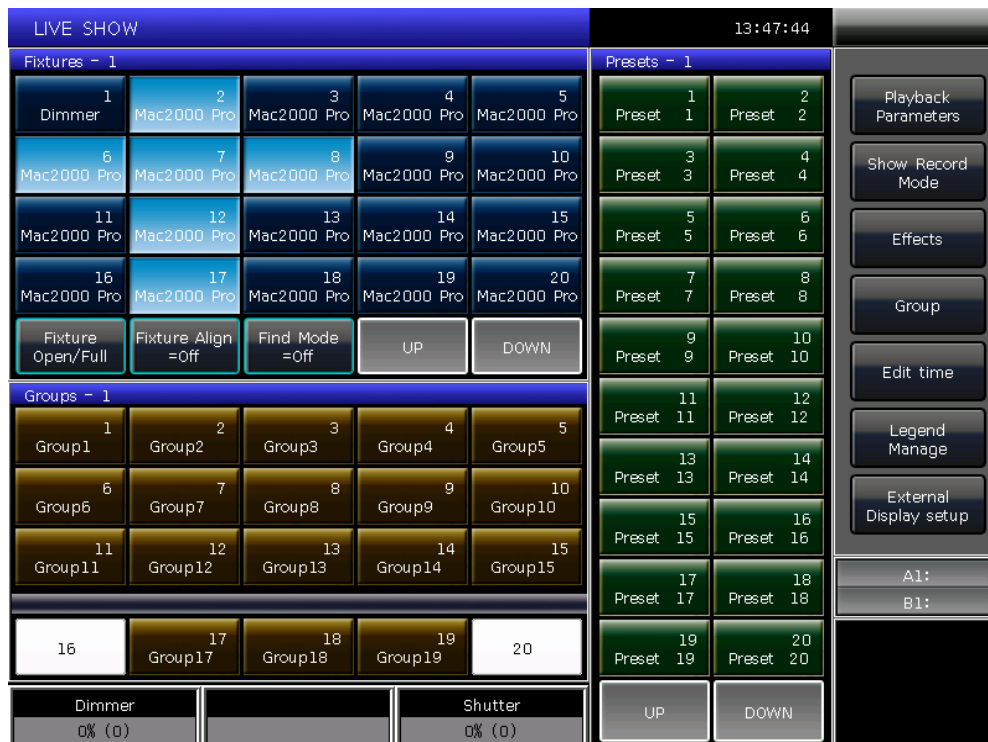 LIVE SHOW
13:47:44
Fixtures - 1
1 2 3 4 5
Dimmer Mac2000 Pro Mac2000 Pro Mac2000 Pro Mac2000 Pro
6 7 8 9 10
Mac2000 Pro Mac2000 Pro Mac2000 Pro Mac2000 Pro Mac2000 Pro
11 12 13 14 15
Mac2000 Pro Mac2000 Pro Mac2000 Pro Mac2000 Pro Mac2000 Pro
16 17 18 19 20
Mac2000 Pro Mac2000 Pro Mac2000 Pro Mac2000 Pro Mac2000 Pro
Fixture Open/Full
Fixture Align =Off
Find Mode =Off
UP
DOWN
Groups - 1
1 2 3 4 5
Group1 Group2 Group3 Group4 Group5
6 7 8 9 10
Group6 Group7 Group8 Group9 Group10
11 12 13 14 15
Group11 Group12 Group13 Group14 Group15
16
17 18 19
Group17 Group18 Group19
20
Dimmer
0% (0)
Shutter
0% (0)
Presets - 1
1 2
Preset 1 Preset 2
3 4
Preset 3 Preset 4
5 6
Preset 5 Preset 6
7 8
Preset 7 Preset 8
9 10
Preset 9 Preset 10
11 12
Preset 11 Preset 12
13 14
Preset 13 Preset 14
15 16
Preset 15 Preset 16
17 18
Preset 17 Preset 18
19 20
Preset 19 Preset 20
UP
DOWN
Playback
Parameters
Show Record
Mode
Effects
Group
Edit time
Legend
Manage
External
Display setup
A1:
B1: